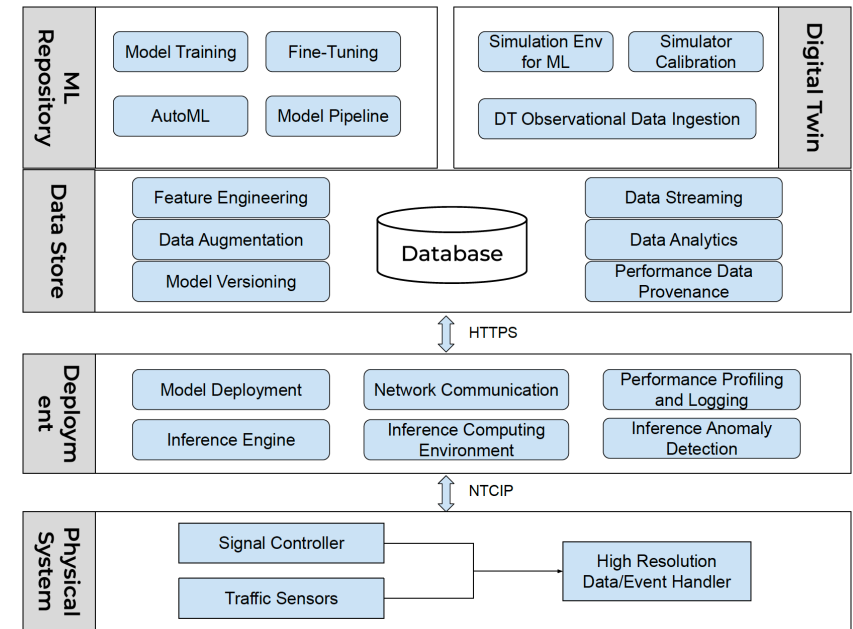 ML
Repository
Model Training
Fine-Tuning
AutoML
Model Pipeline
Simulation Env
for ML
Simulator
Calibration
DT Observational Data Ingestion
Digital Twin
Data Store
Feature Engineering
Data Augmentation
Model Versioning
Database
Data Streaming
Data Analytics
Performance Data
Provenance
HTTPS
Deploym
ent
Model Deployment
Network Communication
Performance Profiling
and Logging
Inference Engine
Inference Computing
Environment
Inference Anomaly
Detection
NTCIP
Physical
System
Signal Controller
Traffic Sensors
High Resolution
Data/Event Handler